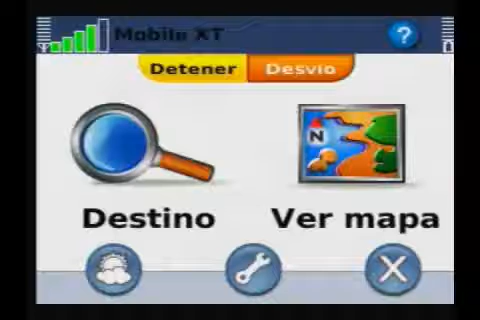 Mobile XT
?
Detener Desvío
N
Destino Ver mapa
X